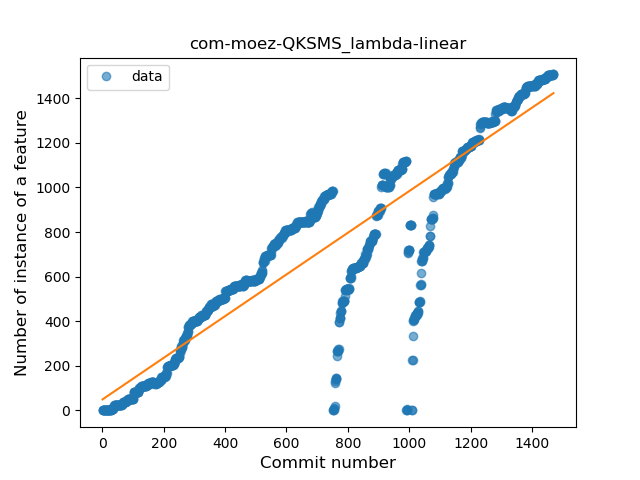 com-moez-QKSMS_lambda-linear
data
Number of instance of a feature
1400
1200
1000
800
600
400
200
0
0 200 400 600 800 1000 1200 1400
Commit number